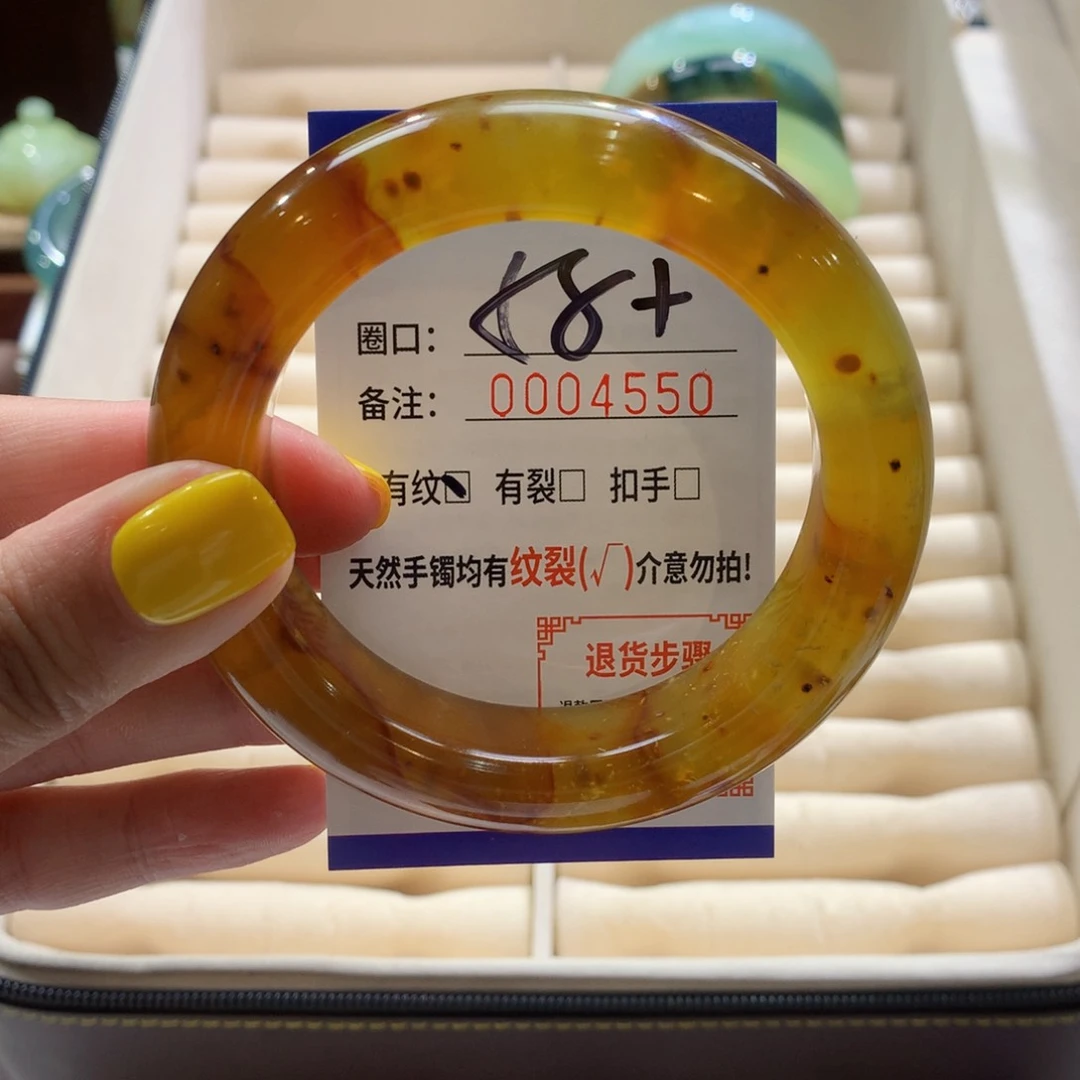 圈口: 58+
备注: 0004550
有纹☑ 有裂□ 扣手□
天然手镯均有纹裂(√)介意勿拍!
退货步骤